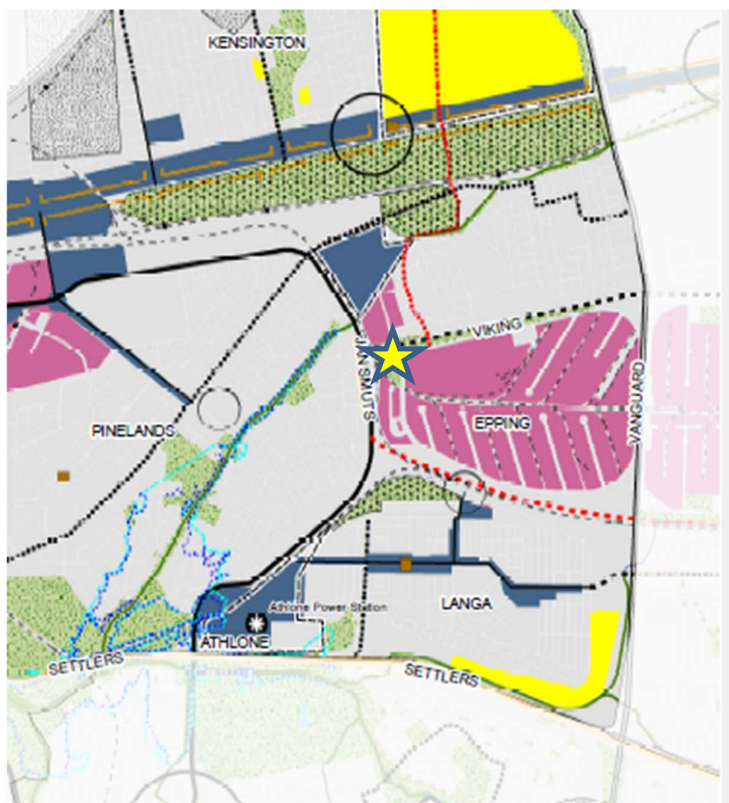 KENSINGTON
VIKING
JAN SMUTS
VANGUARD
EPPING
PINELANDS
LANGA
Athlone Power Station
ATHLONE
SETTLERS
SETTLERS